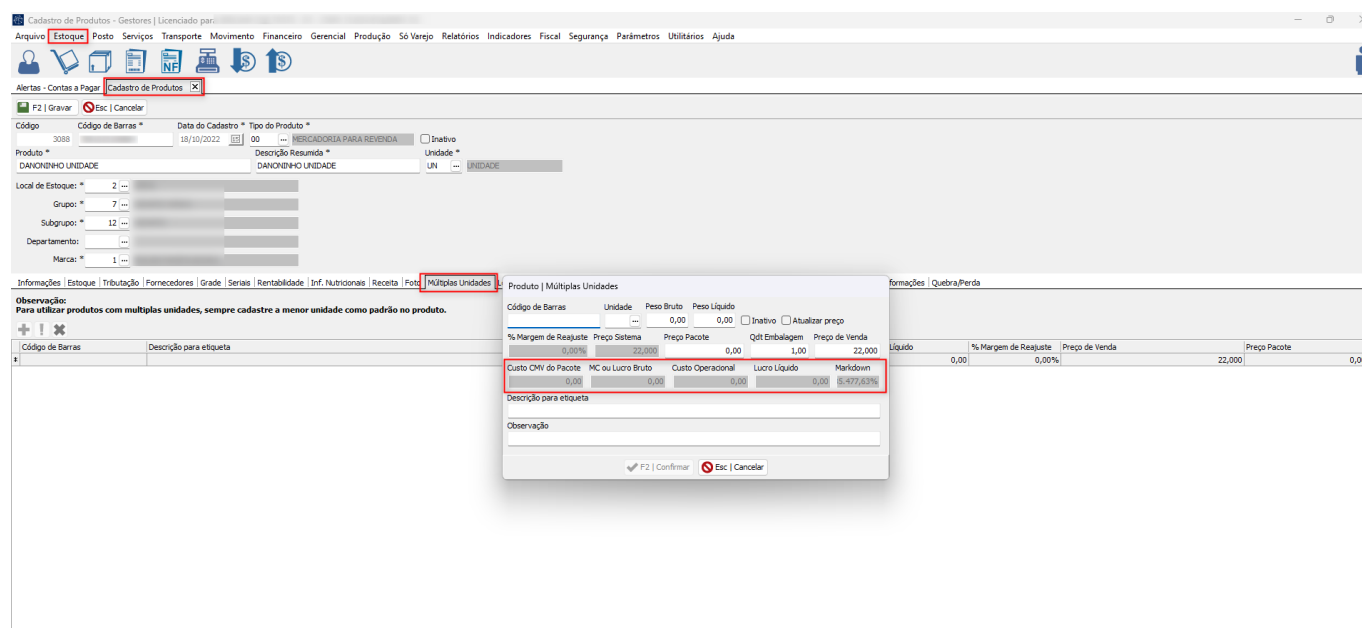 Cadastro de Produtos - Gestores | Licenciado para
Arquivo Estoque Posto Serviços Transporte Movimento Financeiro Gerencial Produção Só Varejo Relatórios Indicadores Fiscal Segurança Parâmetros Utilitários Ajuda
NF
Alertas - Contas a Pagar Cadastro de Produtos X
F2 | Gravar Esc | Cancelar
Código Código de Barras * Data do Cadastro * Tipo do Produto *
3088 18/10/2022 00 ... MERCADORIA PARA REVENDA Inativo
Produto * Descrição Resumida * Unidade *
DANONINHO UNIDADE DANONINHO UNIDADE UN ... UNIDADE
Local de Estoque: * 2 ...
Grupo: * 7 ...
Subgrupo: * 12 ...
Departamento: ...
Marca: * 1 ...
Informações Estoque Tributação Fornecedores Grade Seriais Rentabilidade Inf. Nutricionais Receita Foto Múltiplas Unidades formações Quebra/Perda
Observação:
Para utilizar produtos com multiplas unidades, sempre cadastre a menor unidade como padrão no produto.
Código de Barras Descrição para etiqueta Líquido % Margem de Reajuste Preço de Venda Preço Pacote
0,00 0,00% 22,000 0,0
Produto | Múltiplas Unidades
Código de Barras Unidade Peso Bruto Peso Líquido
... 0,00 0,00 Inativo Atualizar preço
% Margem de Reajuste Preço Sistema Preço Pacote Qdt Embalagem Preço de Venda
0,00% 22,000 0,00 1,00 22,000
Custo CMV do Pacote MC ou Lucro Bruto Custo Operacional Lucro Líquido Markdown
0,00 0,00 0,00 0,00 5.477,63%
Descrição para etiqueta
Observação
F2 | Confirmar Esc | Cancelar